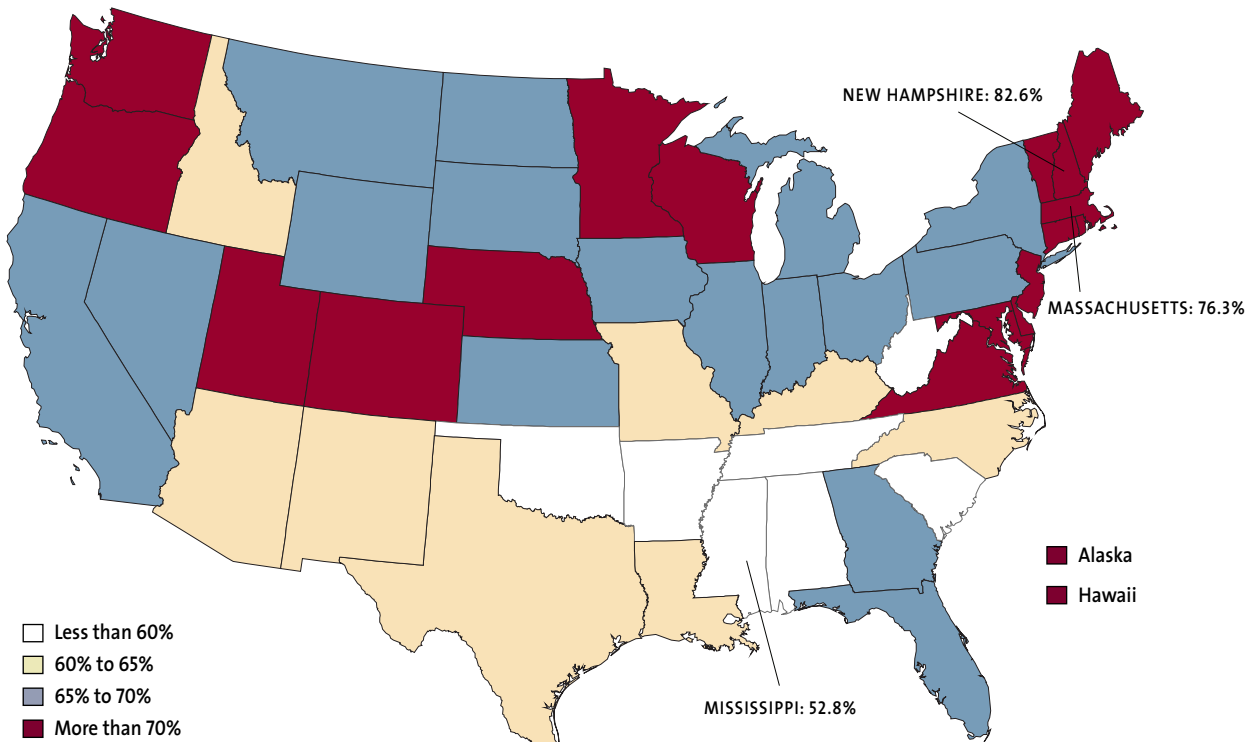 NEW HAMPSHIRE: 82.6%
MASSACHUSETTS: 76.3%
Alaska
Hawaii
Less than 60%
60% to 65%
65% to 70%
More than 70%
MISSISSIPPI: 52.8%